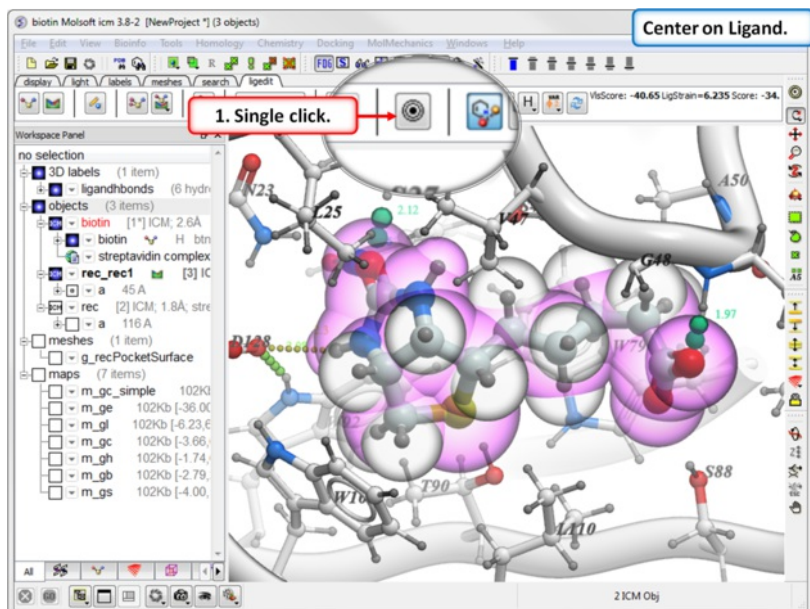 biotin Molsoft icm 3.8-2 [NewProject *] (3 objects)
Center on Ligand.
File Edit View Bioinfo Tools Homology Chemistry Docking MolMechanics Windows Help
display light labels meshes search ligedit
1. Single click.
VlsScore: -40.65 LigStrain=6.235 Score: -34.
Workspace Panel
no selection
3D labels (1 item)
ligandhbonds (6 hydro
objects (3 items)
biotin [1*] ICM; 2.6Å
biotin H btn
streptavidin complex
rec_rec1 [3] IC
a 45 A
rec [2] ICM; 1.8Å; stre
a 116 A
meshes (1 item)
g_recPocketSurface
maps (7 items)
m_gc_simple 102Kb
m_ge 102Kb [-36.00
m_gl 102Kb [-6.23,6
m_gc 102Kb [-3.66,
m_gh 102Kb [-1.74,
m_gb 102Kb [-2.79,
m_gs 102Kb [-4.00,
N23
L25
S27
2.12
A50
G48
1.97
D128
W79
T90
S88
L110
All
2 ICM Obj